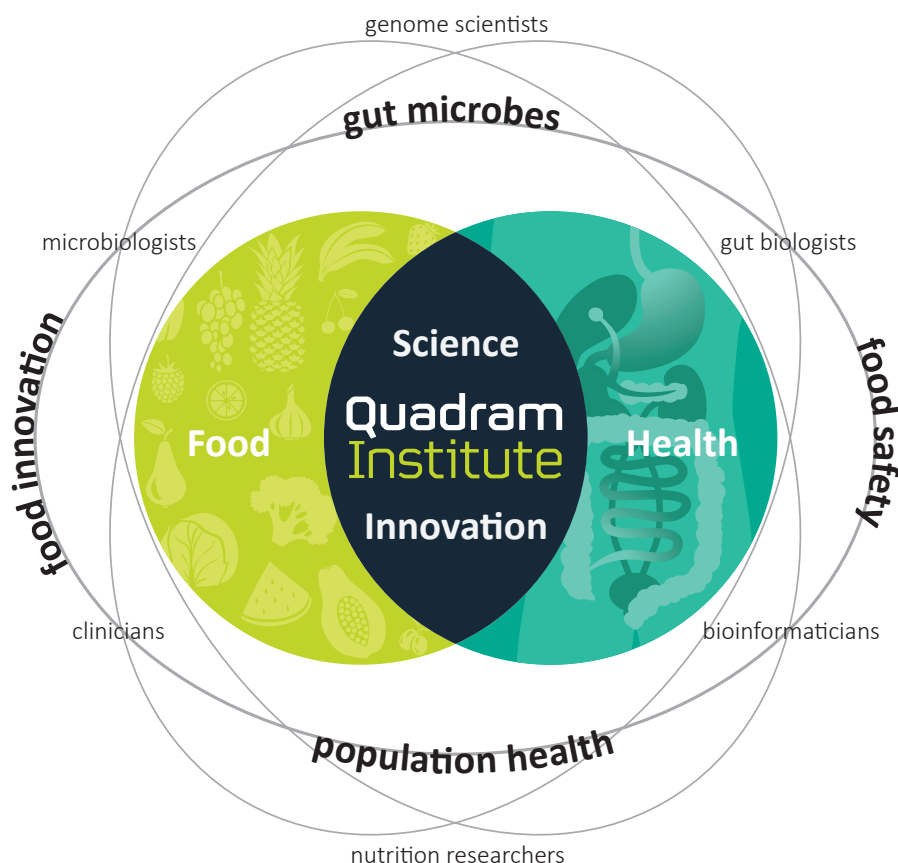 genome scientists
gut microbes
microbiologists
gut biologists
food innovation
food safety
Science
Quadram
Institute
Food
Health
Innovation
clinicians
bioinformaticians
population health
nutrition researchers